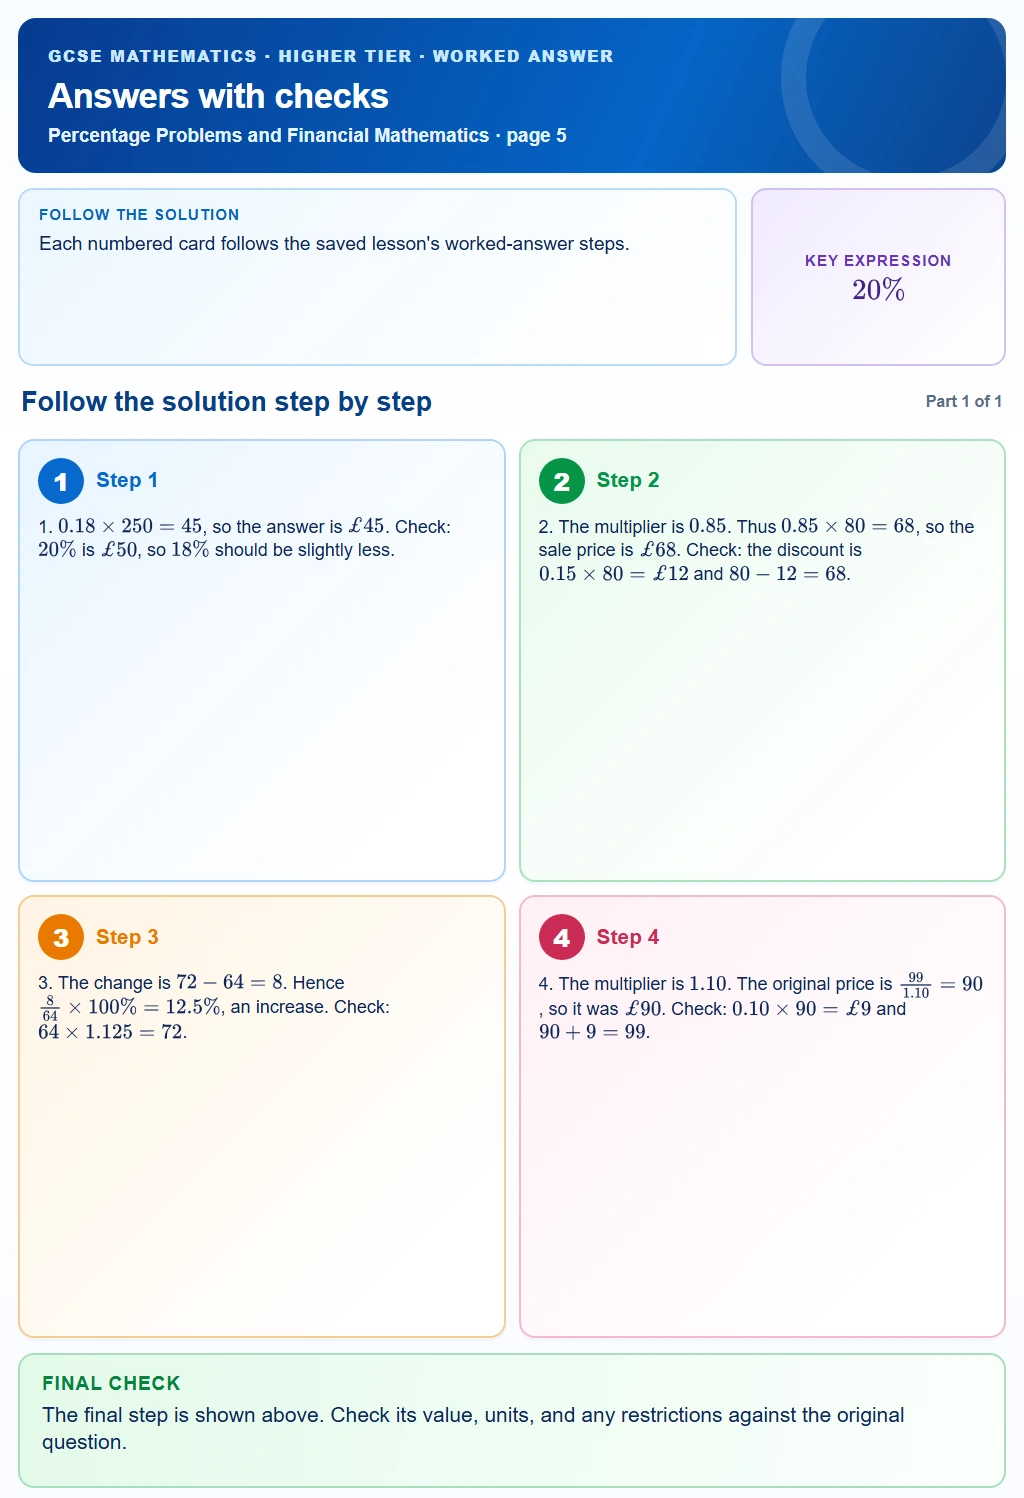 GCSE MATHEMATICS · HIGHER TIER · WORKED ANSWER
Answers with checks
Percentage Problems and Financial Mathematics · page 5
FOLLOW THE SOLUTION
Each numbered card follows the saved lesson's worked-answer steps.
KEY EXPRESSION
20%
Follow the solution step by step
Part 1 of 1
1 Step 1
1. 0.18 × 250 = 45, so the answer is £45. Check:
20% is £50, so 18% should be slightly less.
2 Step 2
2. The multiplier is 0.85. Thus 0.85 × 80 = 68, so the
sale price is £68. Check: the discount is
0.15 × 80 = £12 and 80 − 12 = 68.
3 Step 3
3. The change is 72 − 64 = 8. Hence
8/64 × 100% = 12.5%, an increase. Check:
64 × 1.125 = 72.
4 Step 4
4. The multiplier is 1.10. The original price is 99/1.10 = 90
, so it was £90. Check: 0.10 × 90 = £9 and
90 + 9 = 99.
FINAL CHECK
The final step is shown above. Check its value, units, and any restrictions against the original
question.